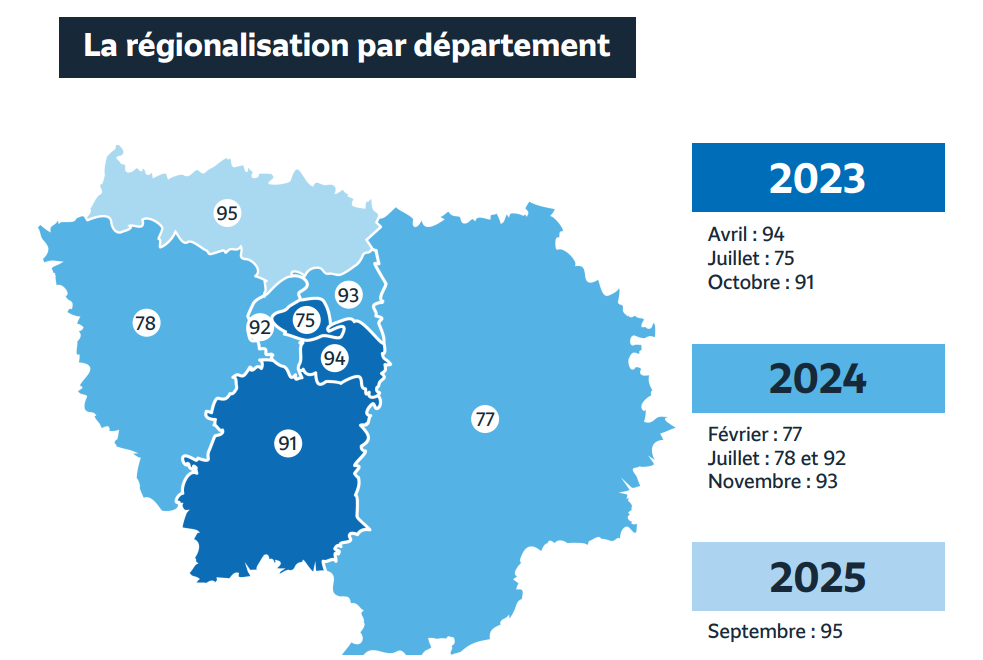 La régionalisation par département
95
78
93
92
75
94
91
77
2023
Avril : 94
Juillet : 75
Octobre : 91
2024
Février : 77
Juillet : 78 et 92
Novembre : 93
2025
Septembre : 95